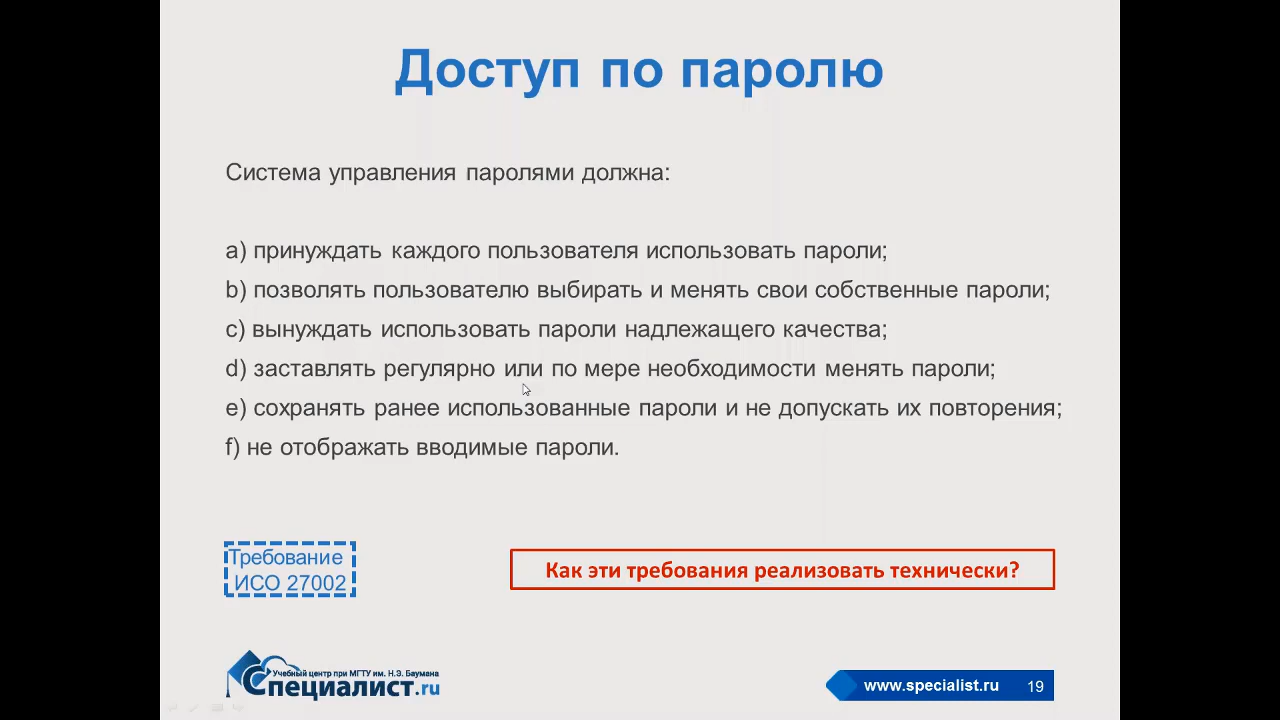 Доступ по паролю
Система управления паролями должна:
a) принуждать каждого пользователя использовать пароли;
b) позволять пользователю выбирать и менять свои собственные пароли;
c) вынуждать использовать пароли надлежащего качества;
d) заставлять регулярно или по мере необходимости менять пароли;
e) сохранять ранее использованные пароли и не допускать их повторения;
f) не отображать вводимые пароли.
Требование
ИСО 27002
Как эти требования реализовать технически?
Учебный центр при МГТУ им. Н.Э. Баумана
Специалист.ru
www.specialist.ru 19